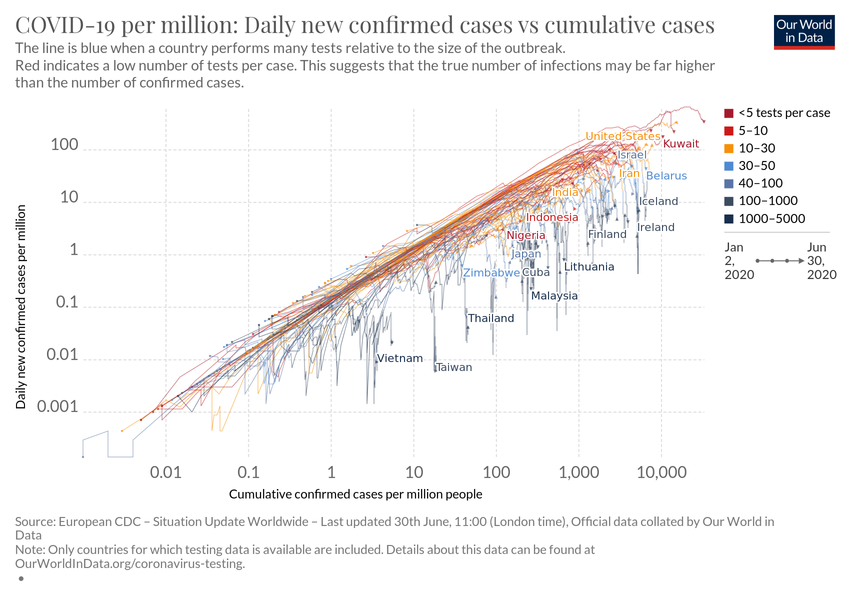 COVID-19 per million: Daily new confirmed cases vs cumulative cases
Our World
in Data
The line is blue when a country performs many tests relative to the size of the outbreak.
Red indicates a low number of tests per case. This suggests that the true number of infections may be far higher
than the number of confirmed cases.
<5 tests per case
5–10
10–30
30–50
40–100
100–1000
1000–5000
Jan
2,
2020
Jun
30,
2020
Daily new confirmed cases per million
100
10
1
0.1
0.01
0.001
United States
Kuwait
Israel
Iran
Belarus
India
Iceland
Indonesia
Ireland
Nigeria
Finland
Japan
Zimbabwe
Cuba
Lithuania
Malaysia
Thailand
Vietnam
Taiwan
0.01
0.1
1
10
100
1,000
10,000
Cumulative confirmed cases per million people
Source: European CDC – Situation Update Worldwide – Last updated 30th June, 11:00 (London time), Official data collated by Our World in
Data
Note: Only countries for which testing data is available are included. Details about this data can be found at
OurWorldInData.org/coronavirus-testing.